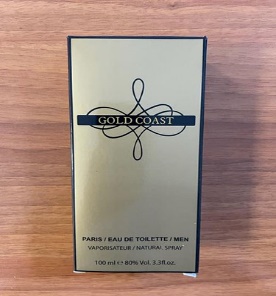 GOLD COAST
PARIS / EAU DE TOILETTE / MEN
VAPORISATEUR / NATURAL SPRAY
100 ml ℮ 80% Vol. 3.3fl.oz.